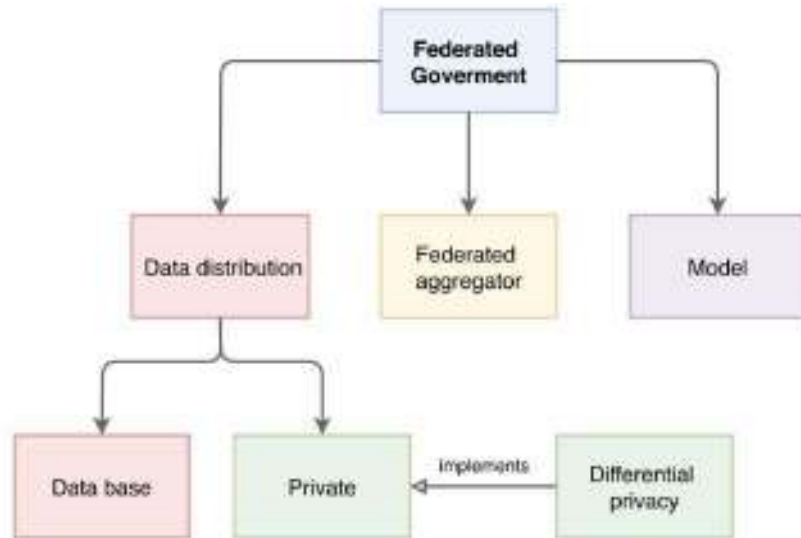 Federated
Goverment
Data distribution
Federated
aggregator
Model
Data base
Private
implements
Differential
privacy